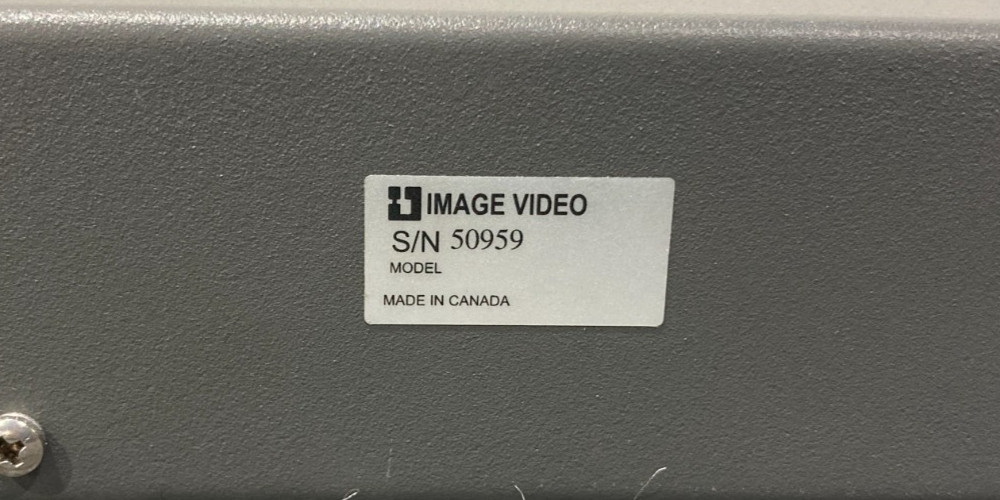 IMAGE VIDEO
S/N 50959
MODEL
MADE IN CANADA